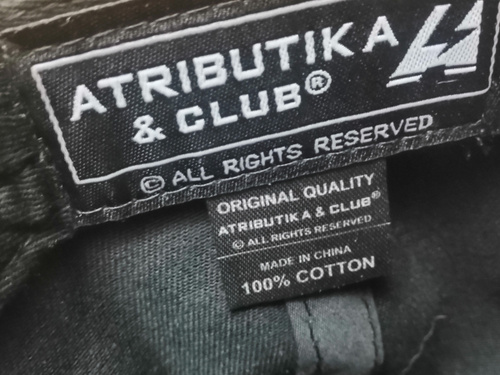 ATRIBUTIKA
& CLUB®
© ALL RIGHTS RESERVED
ORIGINAL QUALITY
ATRIBUTIKA & CLUB®
© ALL RIGHTS RESERVED
MADE IN CHINA
100% COTTON